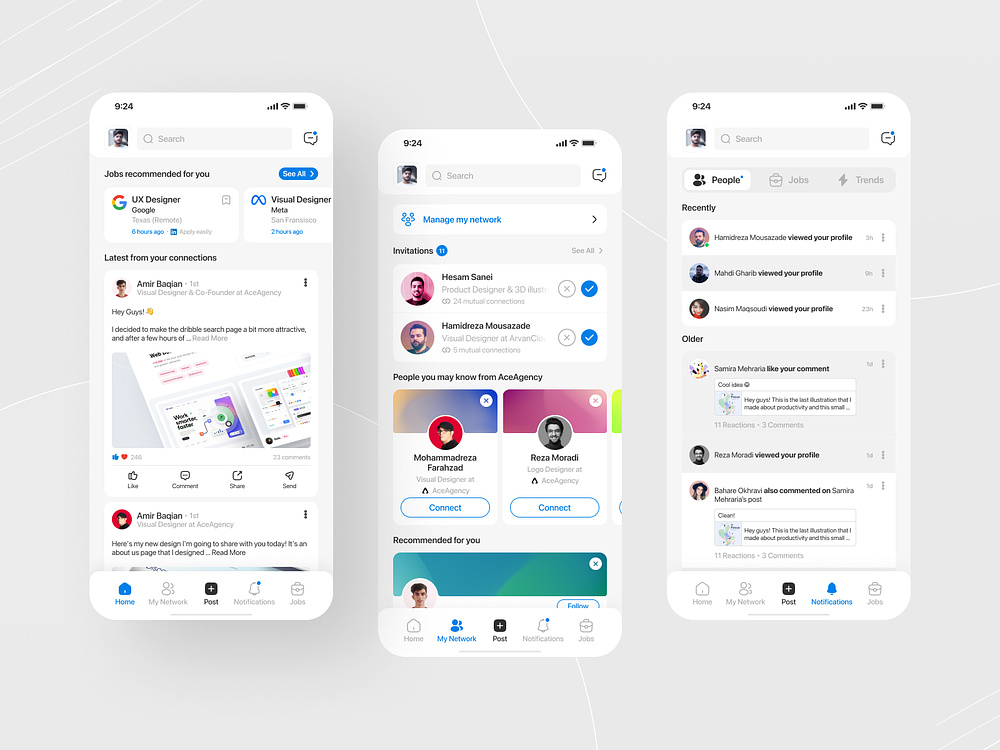 9:24
Search
Jobs recommended for you
See All
UX Designer
Google
Texas (Remote)
6 hours ago • in Apply easily
Visual Designer
Meta
San Fransisco
2 hours ago
Latest from your connections
Amir Baqian • 1st
Visual Designer & Co-Founder at AceAgency
Hey Guys! 👋
I decided to made the dribble search page a bit more attractive,
and after a few hours of ... Read More
Work
smarter,
faster
246
23 comments
Like
Comment
Share
Send
Amir Baqian • 1st
Visual Designer at AceAgency
Here's my new design I'm going to share with you today! It's an
about us page that I designed ... Read More
Home
My Network
Post
Notifications
Jobs
9:24
Search
Manage my network
Invitations 11
See All
Hesam Sanei
Product Designer & 3D illustr
24 mutual connections
Hamidreza Mousazade
Visual Designer at ArvanClo
5 mutual connections
People you may know from AceAgency
Mohammadreza
Farahzad
Visual Designer at
AceAgency
Connect
Reza Moradi
Logo Designer at
AceAgency
Connect
Recommended for you
Follow
Home
My Network
Post
Notifications
Jobs
9:24
Search
People
Jobs
Trends
Recently
Hamidreza Mousazade viewed your profile
3h
Mahdi Gharib viewed your profile
9h
Nasim Maqsoudi viewed your profile
23h
Older
Samira Mehraria like your comment
1d
Cool idea 😃
Hey guys! This is the last illustration that I
made about productivity and this small ...
11 Reactions • 3 Comments
Reza Moradi viewed your profile
1d
Bahare Okhravi also commented on Samira
Mehraria's post
1d
Clean!
Hey guys! This is the last illustration that I
made about productivity and this small ...
11 Reactions • 3 Comments
Home
My Network
Post
Notifications
Jobs